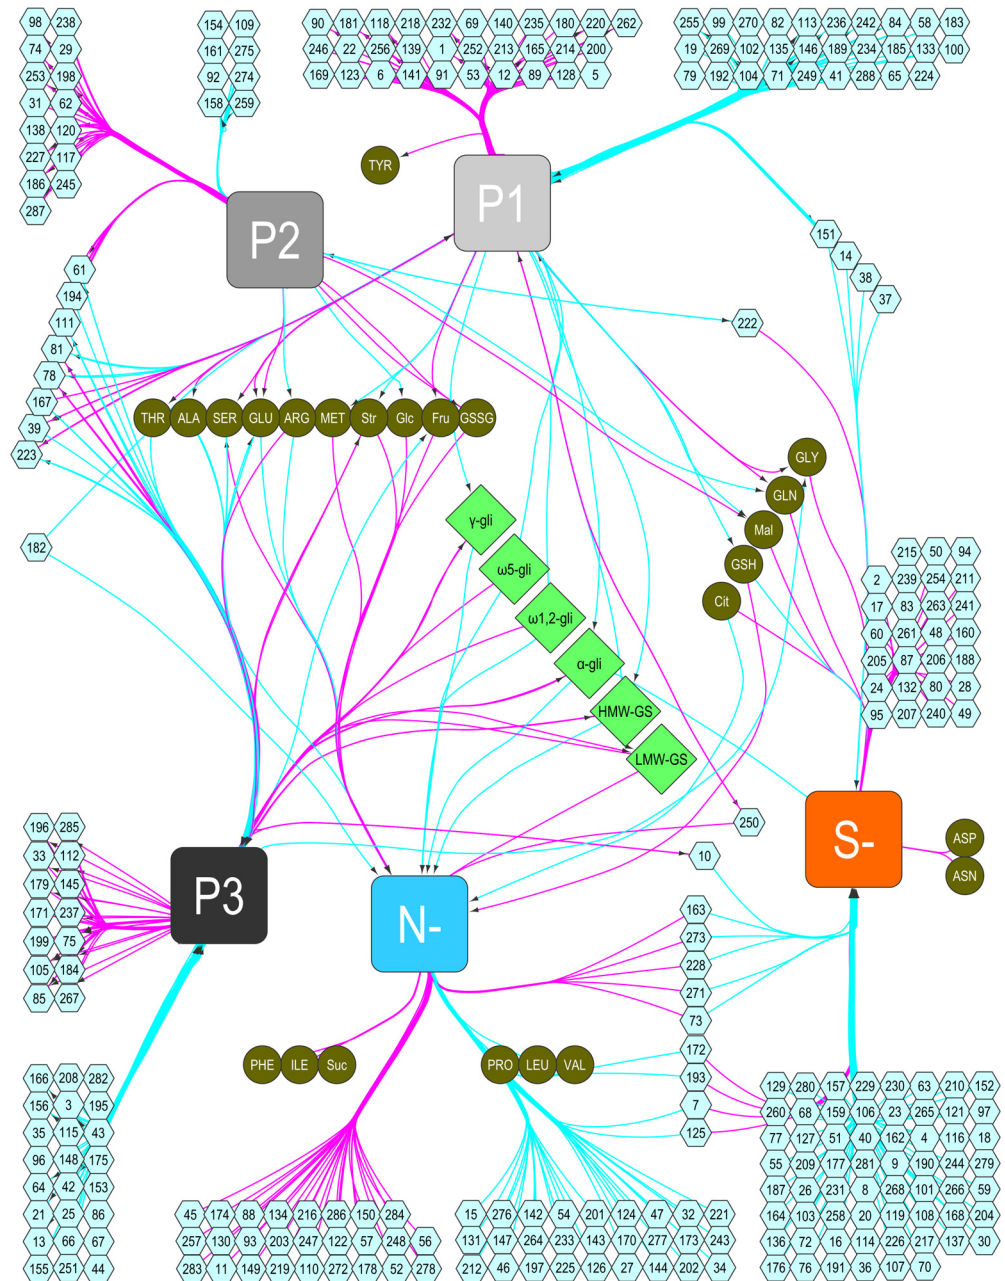 98 238
74 29
253 198
31 62
138 120
227 117
186 245
287
154 109
161 275
92 274
158 259
90 181 118 218 232 69 140 235 180 220 262
246 22 256 139 1 252 213 165 214 200
169 123 6 141 91 53 12 89 128 5
255 99 270 82 113 236 242 84 58 183
19 269 102 135 146 189 234 185 133 100
79 192 104 71 249 41 288 65 224
TYR
P1
P2
61
194
111
81
78
167
39
223
182
151
14
38
37
222
THR ALA SER GLU ARG MET Str Glc Fru GSSG
GLY
GLN
Mal
GSH
Cit
γ-gli
ω5-gli
ω1,2-gli
α-gli
HMW-GS
LMW-GS
215 50 94
2 239 254 211
17 83 263 241
60 261 48 160
205 87 206 188
24 132 80 28
95 207 240 49
250
10
S-
ASP
ASN
196 285
33 112
179 145
171 237
199 75
105 184
85 267
P3
N-
163
273
228
271
73
172
193
7
125
PHE ILE Suc
PRO LEU VAL
166 208 282
156 3 195
35 115 43
96 148 175
64 42 153
21 25 86
13 66 67
155 251 44
45 174 88 134 216 286 150 284
257 130 93 203 247 122 57 248 56
283 11 149 219 110 272 178 52 278
15 276 142 54 201 124 47 32 221
131 147 264 233 143 170 277 173 243
212 46 197 225 126 27 144 202 34
129 280 157 229 230 63 210 152
260 68 159 106 23 265 121 97
77 127 51 40 162 4 116 18
55 209 177 281 9 190 244 279
187 26 231 8 268 101 266 59
164 103 258 20 119 108 168 204
136 72 16 114 226 217 137 30
176 76 191 36 107 70